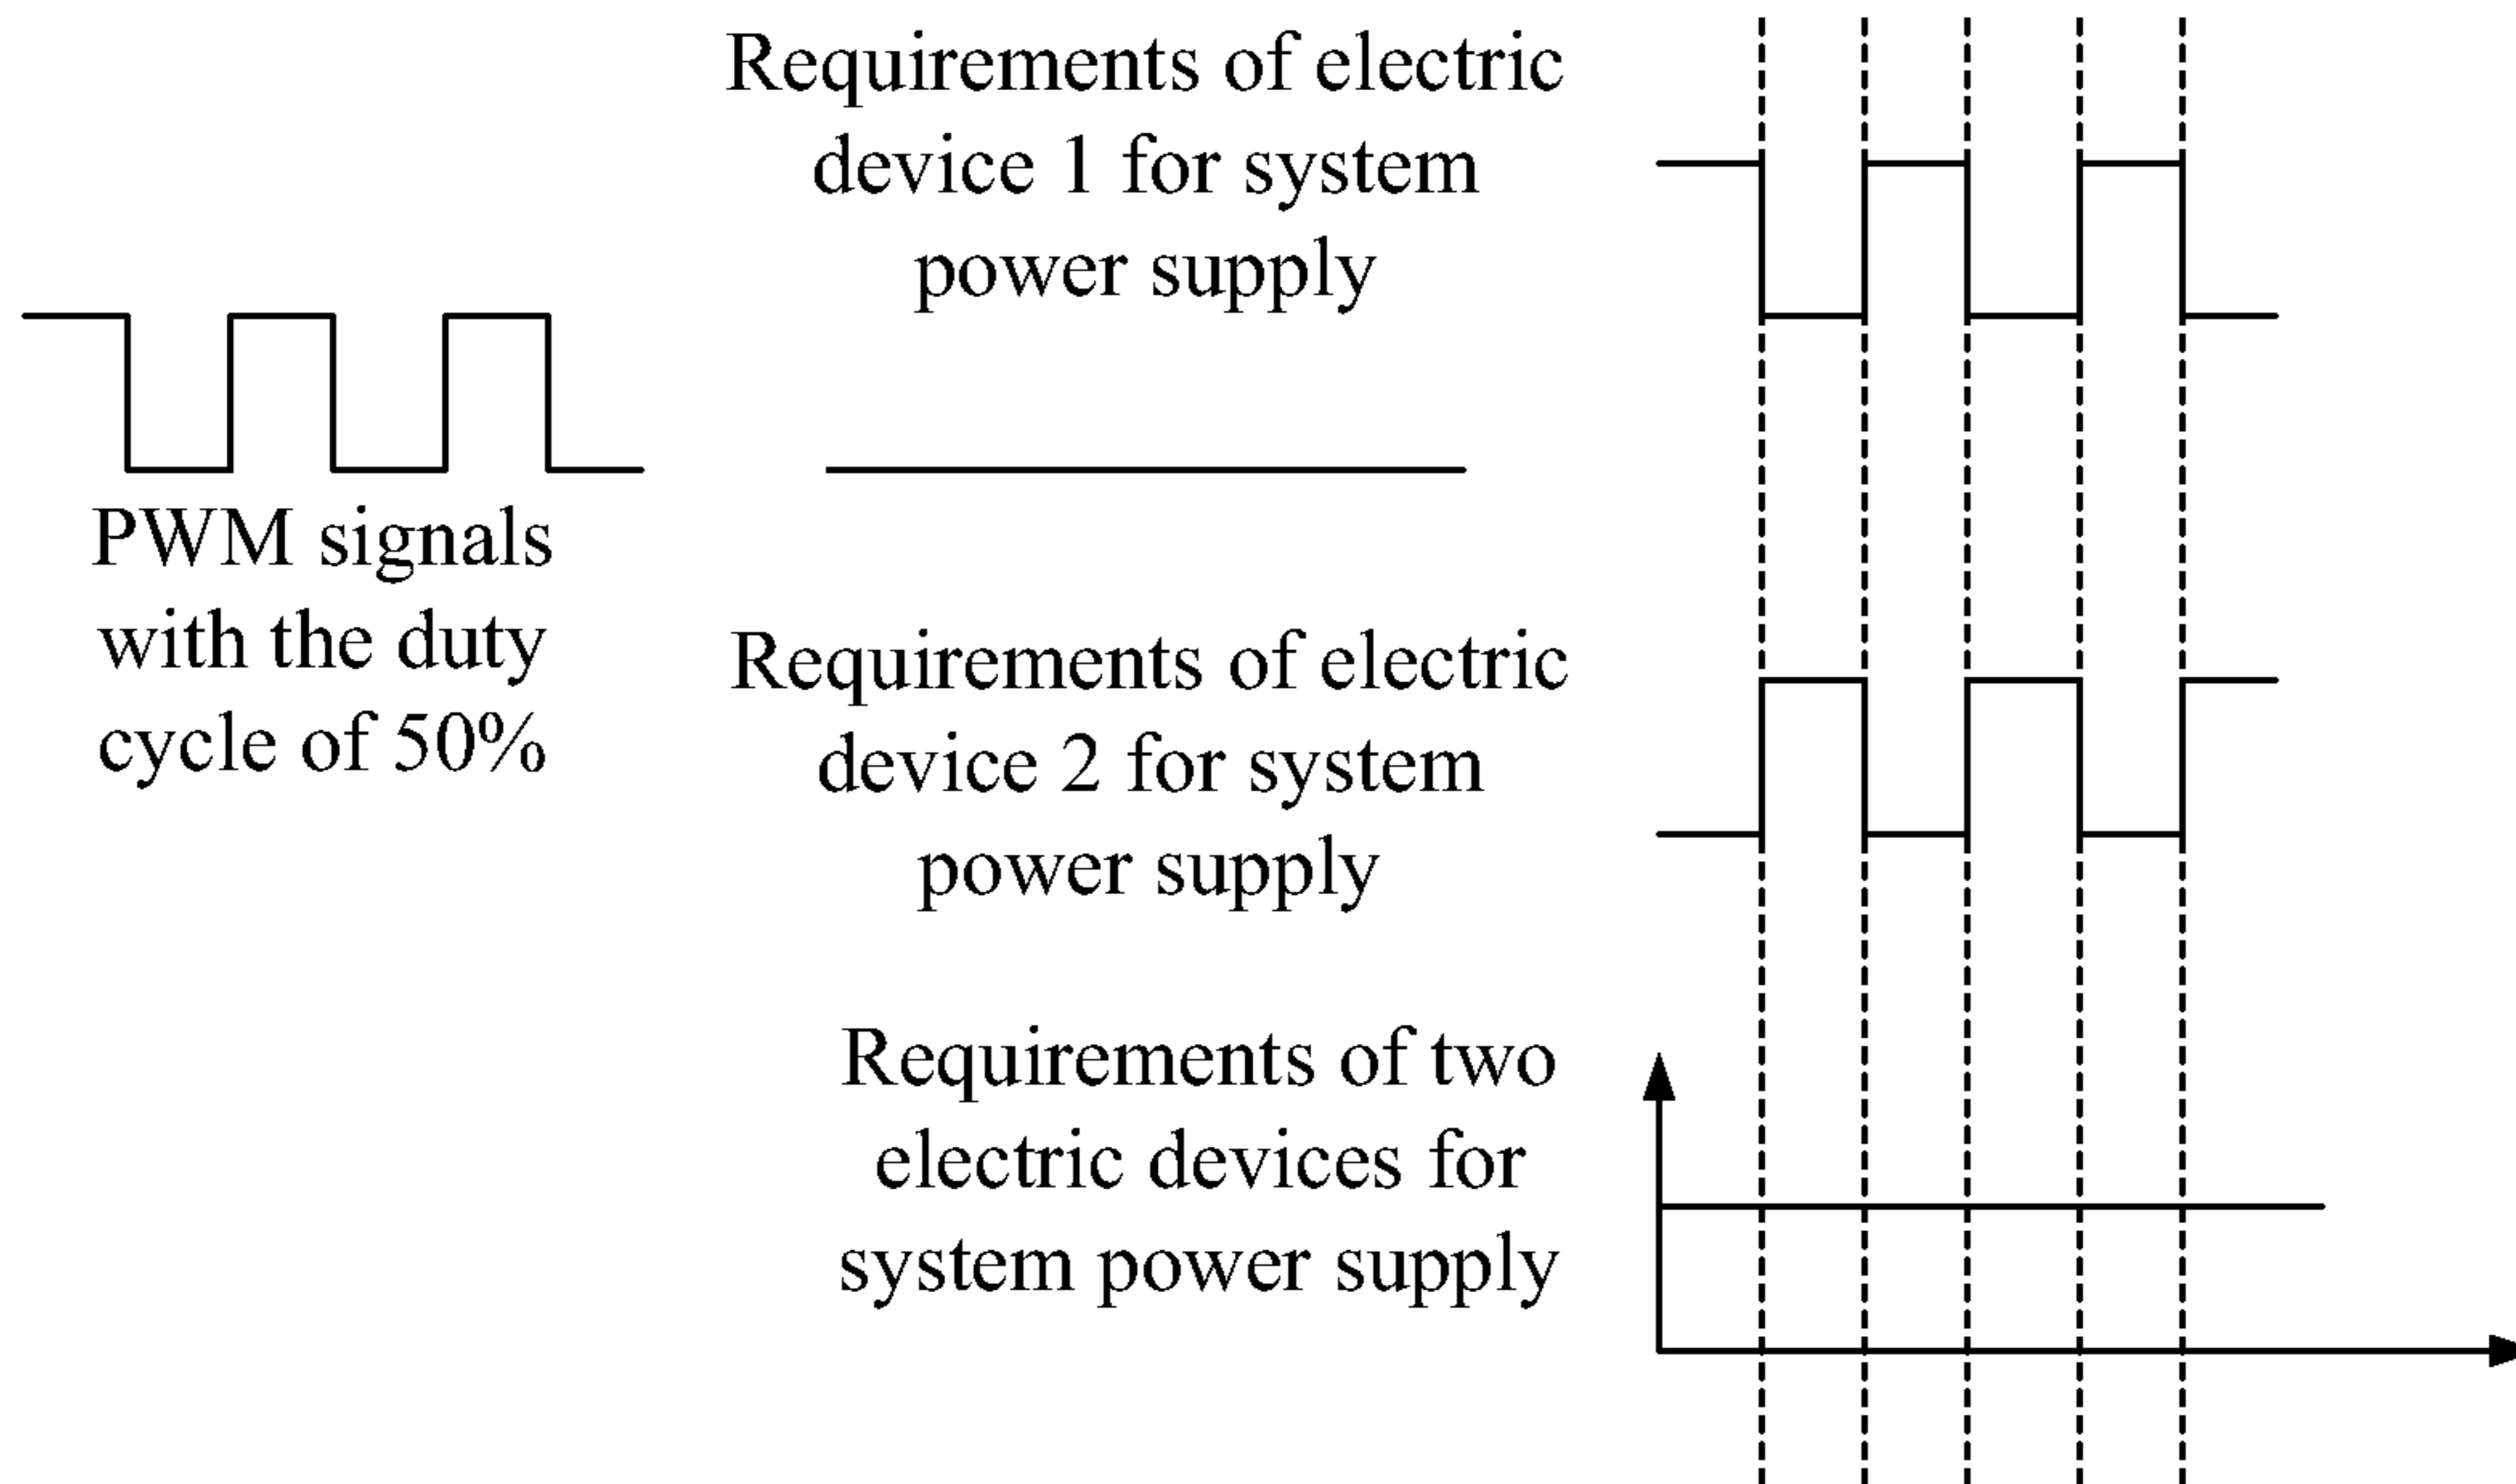 Requirements of electric
device 1 for system
power supply
PWM signals
with the duty
cycle of 50%
Requirements of electric
device 2 for system
power supply
Requirements of two
electric devices for
system power supply